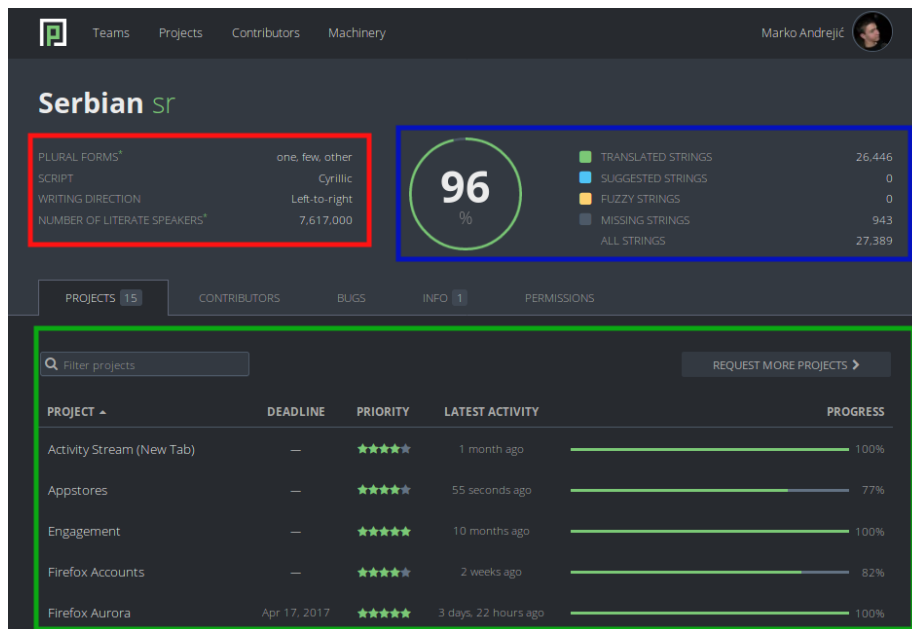 Teams Projects Contributors Machinery Marko Andrejić
Serbian sr
PLURAL FORMS* one, few, other
SCRIPT Cyrillic
WRITING DIRECTION Left-to-right
NUMBER OF LITERATE SPEAKERS* 7,617,000
96
%
TRANSLATED STRINGS 26,446
SUGGESTED STRINGS 0
FUZZY STRINGS 0
MISSING STRINGS 943
ALL STRINGS 27,389
PROJECTS 15 CONTRIBUTORS BUGS INFO 1 PERMISSIONS
Filter projects REQUEST MORE PROJECTS
PROJECT DEADLINE PRIORITY LATEST ACTIVITY PROGRESS
Activity Stream (New Tab) — 1 month ago 100%
Appstores — 55 seconds ago 77%
Engagement — 10 months ago 100%
Firefox Accounts — 2 weeks ago 82%
Firefox Aurora Apr 17, 2017 3 days, 22 hours ago 100%